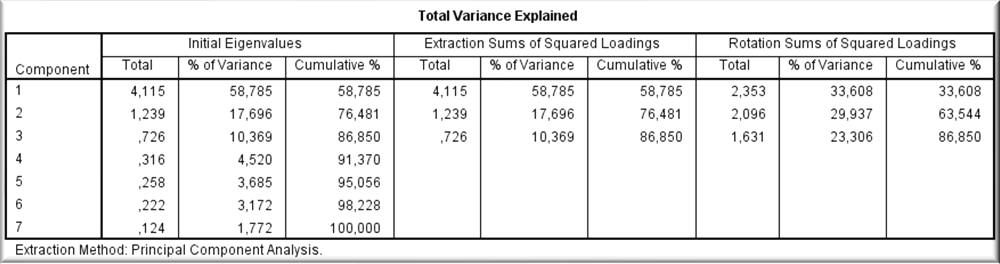 Total Variance Explained
Component Initial Eigenvalues Extraction Sums of Squared Loadings Rotation Sums of Squared Loadings
Total % of Variance Cumulative % Total % of Variance Cumulative % Total % of Variance Cumulative %
1 4,115 58,785 58,785 4,115 58,785 58,785 2,353 33,608 33,608
2 1,239 17,696 76,481 1,239 17,696 76,481 2,096 29,937 63,544
3 ,726 10,369 86,850 ,726 10,369 86,850 1,631 23,306 86,850
4 ,316 4,520 91,370
5 ,258 3,685 95,056
6 ,222 3,172 98,228
7 ,124 1,772 100,000
Extraction Method: Principal Component Analysis.